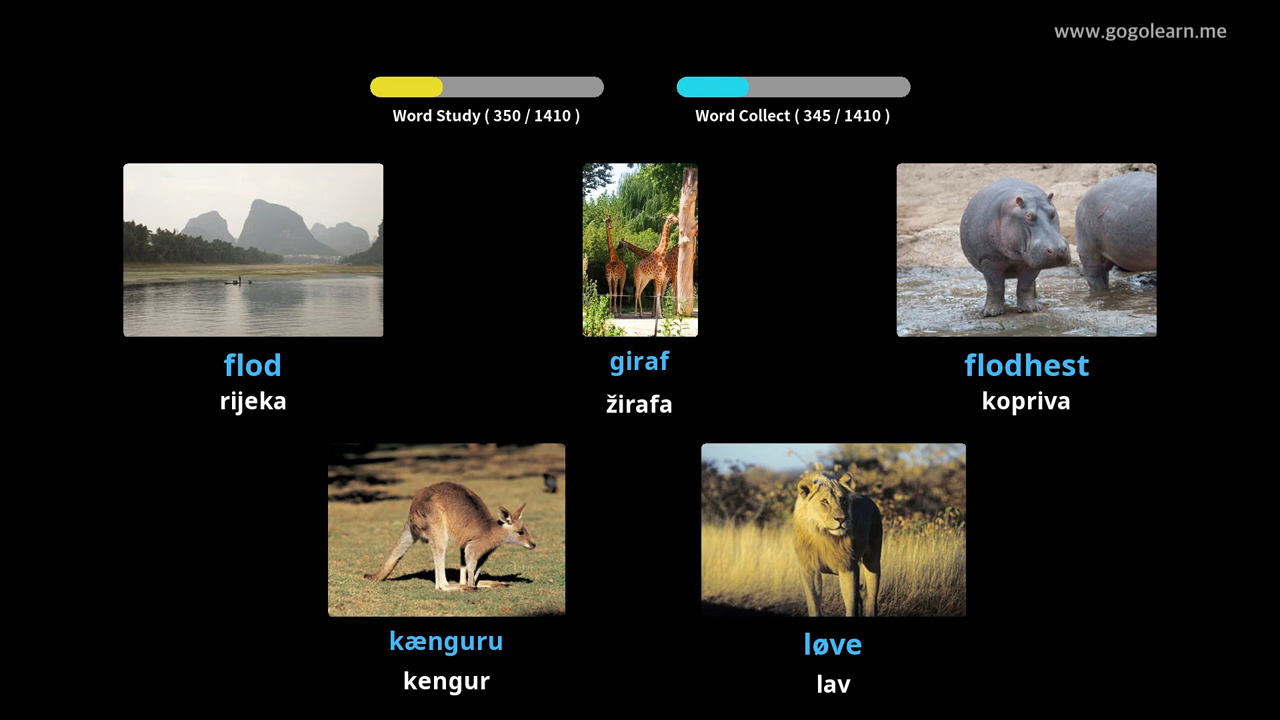 www.gogolearn.me
Word Study ( 350 / 1410 )
Word Collect ( 345 / 1410 )
flod
rijeka
giraf
žirafa
flodhest
kopriva
kænguru
kengur
løve
lav